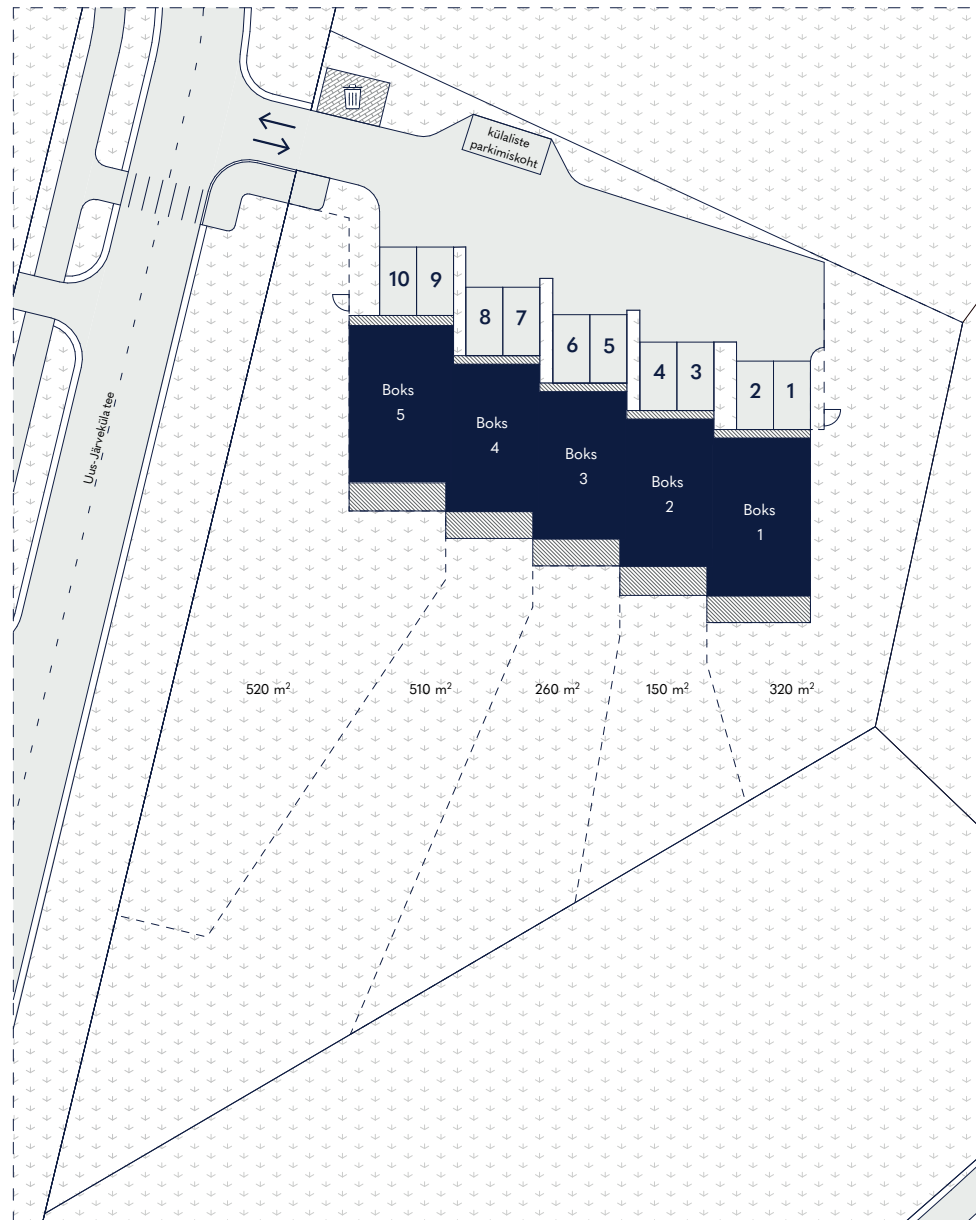 külaliste
parkimiskoht
10
9
8
7
6
5
4
3
2
1
Boks
5
Boks
4
Boks
3
Boks
2
Boks
1
Uus-Järveküla tee
520 m²
510 m²
260 m²
150 m²
320 m²